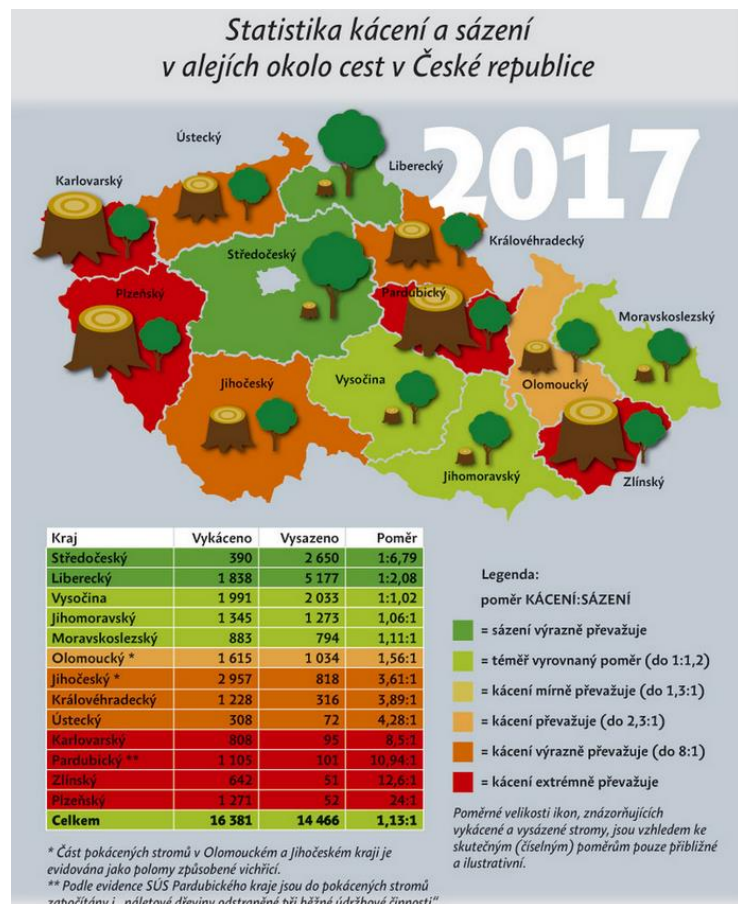 Statistika kácení a sázení
v alejích okolo cest v České republice
2017
Ústecký
Liberecký
Karlovarský
Královéhradecký
Středočeský
Plzeňský
Pardubický
Moravskoslezský
Jihočeský
Vysočina
Olomoucký
Jihomoravský
Zlínský
Kraj Vykáceno Vysazeno Poměr
Středočeský 390 2 650 1:6,79
Liberecký 1 838 5 177 1:2,08
Vysočina 1 991 2 033 1:1,02
Jihomoravský 1 345 1 273 1,06:1
Moravskoslezský 883 794 1,11:1
Olomoucký * 1 615 1 034 1,56:1
Jihočeský * 2 957 818 3,61:1
Královéhradecký 1 228 316 3,89:1
Ústecký 308 72 4,28:1
Karlovarský 808 95 8,5:1
Pardubický ** 1 105 101 10,94:1
Zlínský 642 51 12,6:1
Plzeňský 1 271 52 24:1
Celkem 16 381 14 466 1,13:1
Legenda:
poměr KÁCENÍ:SÁZENÍ
= sázení výrazně převažuje
= téměř vyrovnaný poměr (do 1:1,2)
= kácení mírně převažuje (do 1,3:1)
= kácení převažuje (do 2,3:1)
= kácení výrazně převažuje (do 8:1)
= kácení extrémně převažuje
Poměrné velikosti ikon, znázorňujících
vykácené a vysázené stromy, jsou vzhledem ke
skutečným (číselným) poměrům pouze přibližné
a ilustrativní.
* Část pokácených stromů v Olomouckém a Jihočeském kraji je
evidována jako polomy způsobené vichřicí.
** Podle evidence SÚS Pardubického kraje jsou do pokácených stromů
započítány i „náletové dřeviny odstraněné při běžné údržbové činnosti“